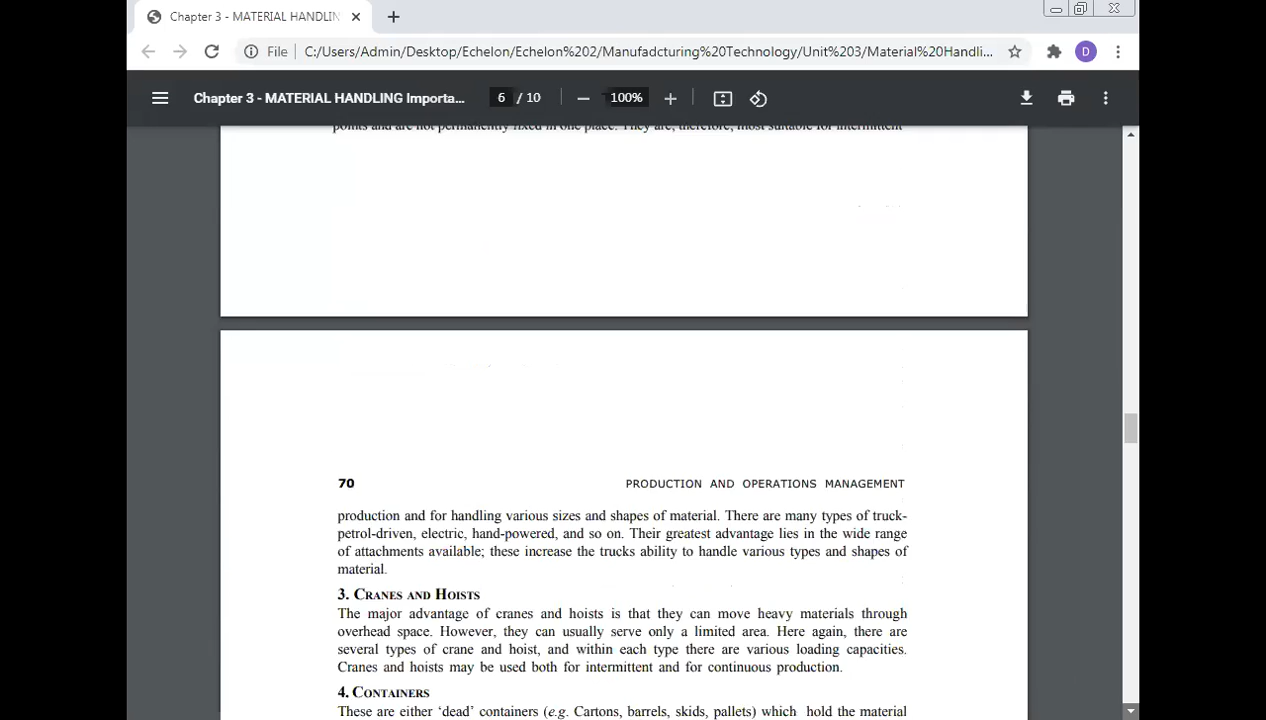 Chapter 3 - MATERIAL HANDLIN
File C:/Users/Admin/Desktop/Echelon/Echelon%202/Manufadcturing%20Technology/Unit%203/Material%20Handli... D
Chapter 3 - MATERIAL HANDLING Importa... 6 / 10 100%
points and are not permanently fixed in one place. They are, therefore, most suitable for intermittent
70 PRODUCTION AND OPERATIONS MANAGEMENT
production and for handling various sizes and shapes of material. There are many types of truck-
petrol-driven, electric, hand-powered, and so on. Their greatest advantage lies in the wide range
of attachments available; these increase the trucks ability to handle various types and shapes of
material.
3. CRANES AND HOISTS
The major advantage of cranes and hoists is that they can move heavy materials through
overhead space. However, they can usually serve only a limited area. Here again, there are
several types of crane and hoist, and within each type there are various loading capacities.
Cranes and hoists may be used both for intermittent and for continuous production.
4. CONTAINERS
These are either ‘dead’ containers (e.g. Cartons, barrels, skids, pallets) which hold the material